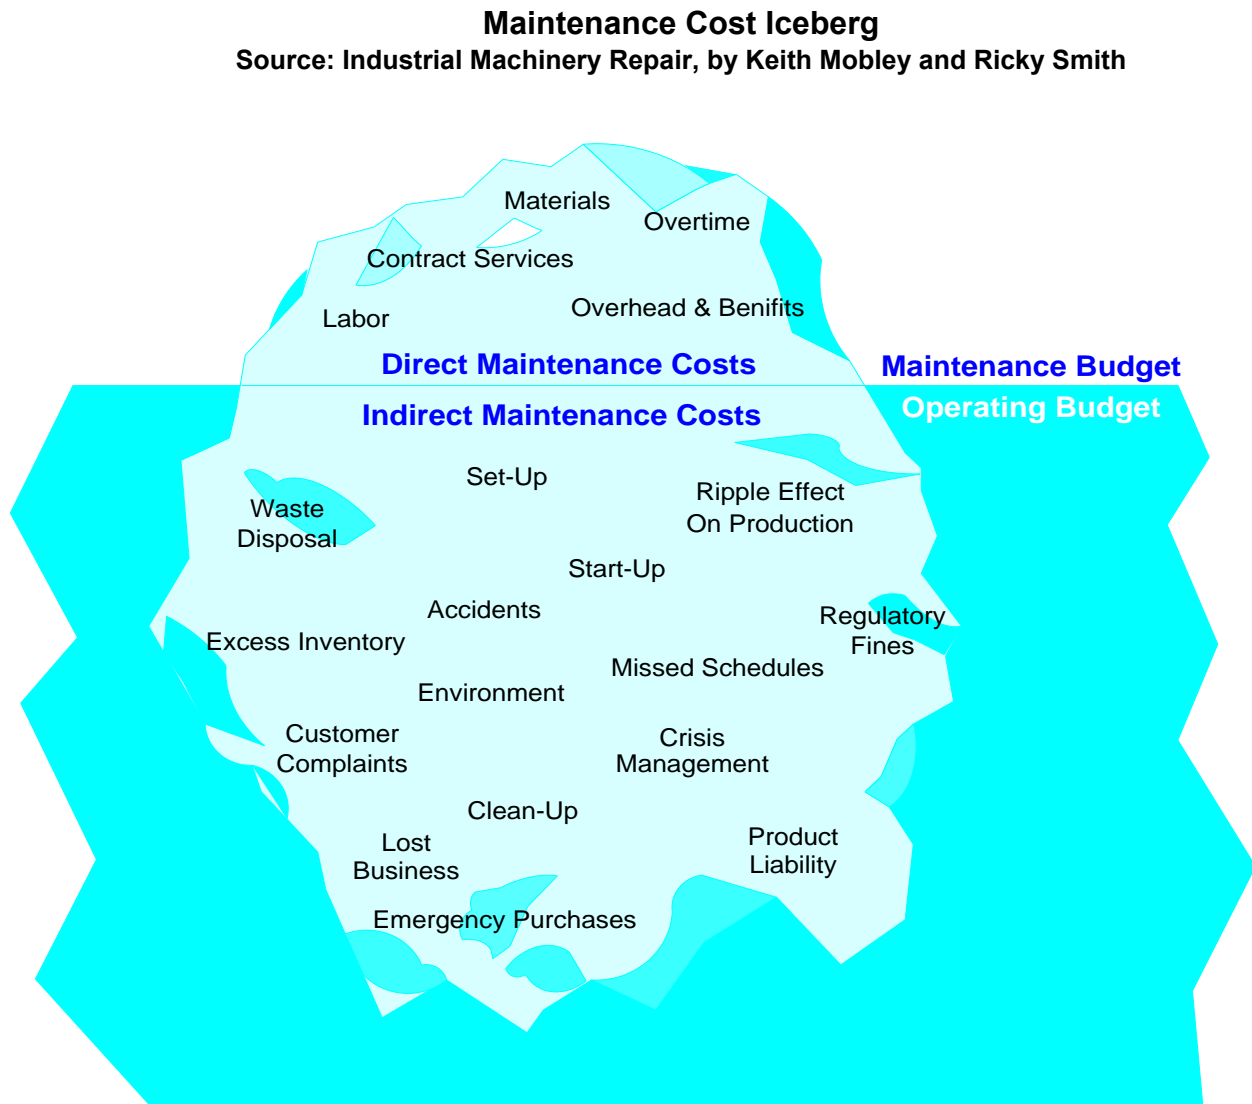 Maintenance Cost Iceberg
Source: Industrial Machinery Repair, by Keith Mobley and Ricky Smith
Materials
Overtime
Contract Services
Overhead & Benifits
Labor
Direct Maintenance Costs
Maintenance Budget
Operating Budget
Indirect Maintenance Costs
Set-Up
Ripple Effect
On Production
Waste
Disposal
Start-Up
Accidents
Regulatory
Fines
Excess Inventory
Missed Schedules
Environment
Customer
Complaints
Crisis
Management
Clean-Up
Lost
Business
Product
Liability
Emergency Purchases